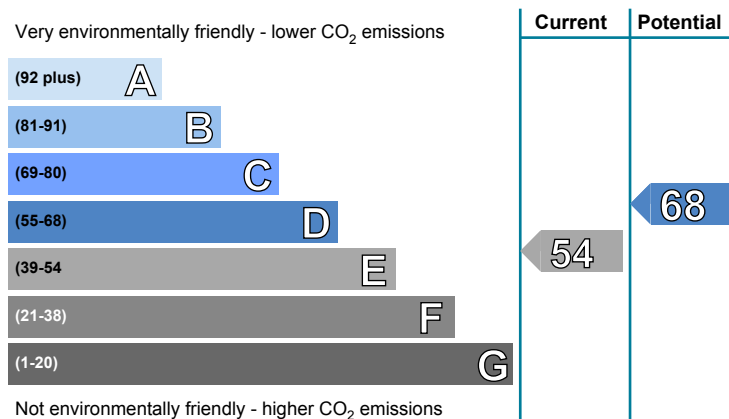 Current Potential
Very environmentally friendly - lower CO₂ emissions
(92 plus) A
(81-91) B
(69-80) C
68
(55-68) D
54
(39-54 E
(21-38) F
(1-20) G
Not environmentally friendly - higher CO₂ emissions